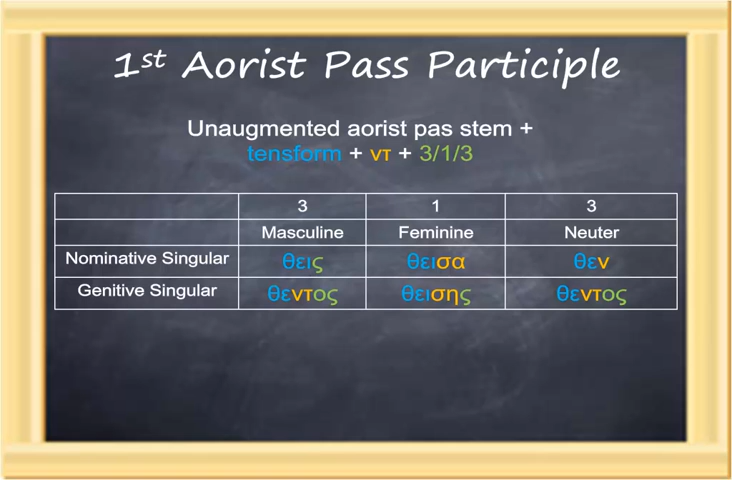 1st Aorist Pass Participle
Unaugmented aorist pas stem +
tensform + ντ + 3/1/3
3 1 3
Masculine Feminine Neuter
Nominative Singular θεις θεισα θεν
Genitive Singular θεντος θεισης θεντος